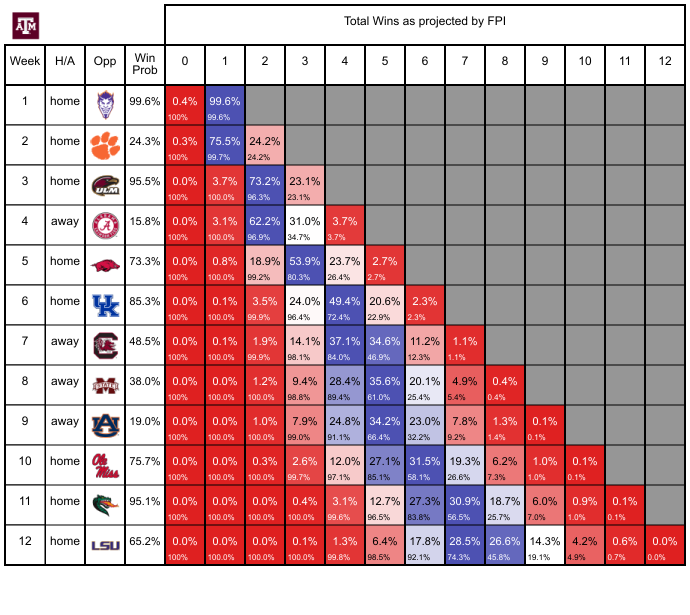 ĀTM
Total Wins as projected by FPI
Week H/A Opp Win Prob 0 1 2 3 4 5 6 7 8 9 10 11 12
1 home 99.6% 0.4% 99.6%
100% 99.6%
2 home 24.3% 0.3% 75.5% 24.2%
100% 99.7% 24.2%
3 home ULM 95.5% 0.0% 3.7% 73.2% 23.1%
100% 100.0% 96.3% 23.1%
4 away A 15.8% 0.0% 3.1% 62.2% 31.0% 3.7%
100% 100.0% 96.9% 34.7% 3.7%
5 home 73.3% 0.0% 0.8% 18.9% 53.9% 23.7% 2.7%
100% 100.0% 99.2% 80.3% 26.4% 2.7%
6 home UK 85.3% 0.0% 0.1% 3.5% 24.0% 49.4% 20.6% 2.3%
100% 100.0% 99.9% 96.4% 72.4% 22.9% 2.3%
7 away C 48.5% 0.0% 0.1% 1.9% 14.1% 37.1% 34.6% 11.2% 1.1%
100% 100.0% 99.9% 98.1% 84.0% 46.9% 12.3% 1.1%
8 away M STATE 38.0% 0.0% 0.0% 1.2% 9.4% 28.4% 35.6% 20.1% 4.9% 0.4%
100% 100.0% 100.0% 98.8% 89.4% 61.0% 25.4% 5.4% 0.4%
9 away AU 19.0% 0.0% 0.0% 1.0% 7.9% 24.8% 34.2% 23.0% 7.8% 1.3% 0.1%
100% 100.0% 100.0% 99.0% 91.1% 66.4% 32.2% 9.2% 1.4% 0.1%
10 home Ole Miss 75.7% 0.0% 0.0% 0.3% 2.6% 12.0% 27.1% 31.5% 19.3% 6.2% 1.0% 0.1%
100% 100.0% 100.0% 99.7% 97.1% 85.1% 58.1% 26.6% 7.3% 1.0% 0.1%
11 home 95.1% 0.0% 0.0% 0.0% 0.4% 3.1% 12.7% 27.3% 30.9% 18.7% 6.0% 0.9% 0.1%
100% 100.0% 100.0% 100.0% 99.6% 96.5% 83.8% 56.5% 25.7% 7.0% 1.0% 0.1%
12 home LSU 65.2% 0.0% 0.0% 0.0% 0.1% 1.3% 6.4% 17.8% 28.5% 26.6% 14.3% 4.2% 0.6% 0.0%
100% 100.0% 100.0% 100.0% 99.8% 98.5% 92.1% 74.3% 45.8% 19.1% 4.9% 0.7% 0.0%